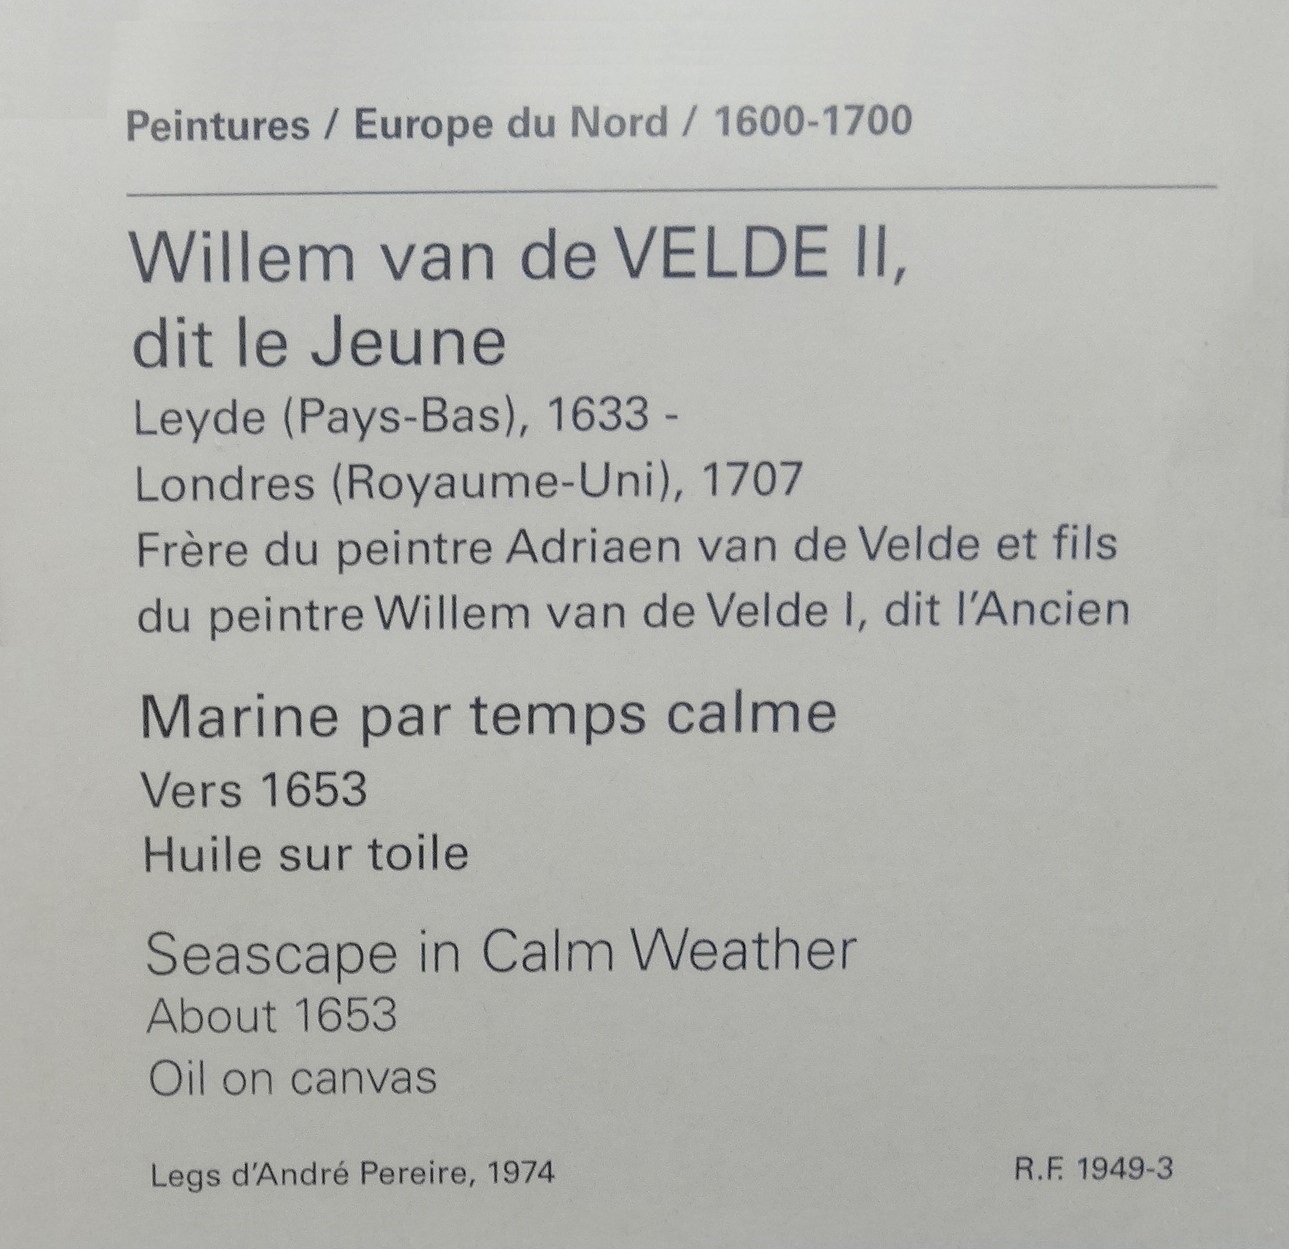 Peintures / Europe du Nord / 1600-1700
Willem van de VELDE II,
dit le Jeune
Leyde (Pays-Bas), 1633 -
Londres (Royaume-Uni), 1707
Frère du peintre Adriaen van de Velde et fils
du peintre Willem van de Velde I, dit l'Ancien
Marine par temps calme
Vers 1653
Huile sur toile
Seascape in Calm Weather
About 1653
Oil on canvas
Legs d'André Pereire, 1974
R.F. 1949-3